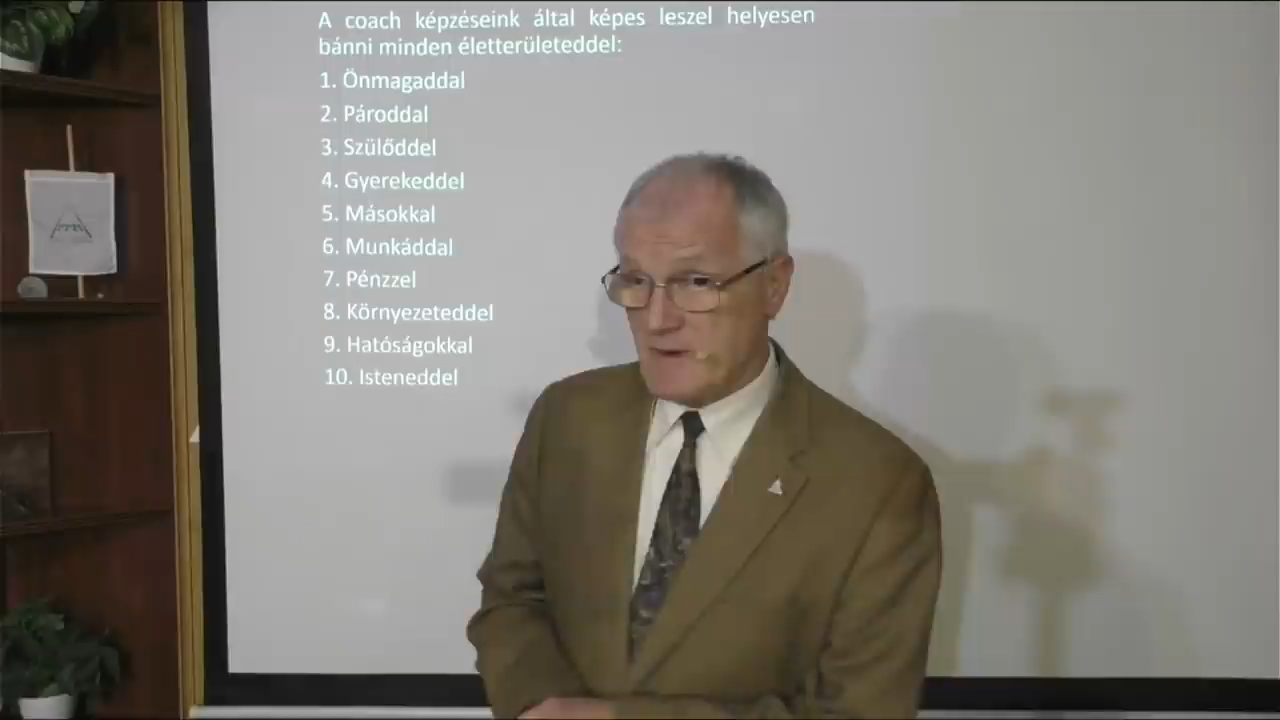 A coach képzéseink által képes leszel helyesen
bánni minden életterületeddel:
1. Önmagaddal
2. Pároddal
3. Szülőddel
4. Gyerekeddel
5. Másokkal
6. Munkáddal
7. Pénzzel
8. Környezeteddel
9. Hatóságokkal
10. Isteneddel